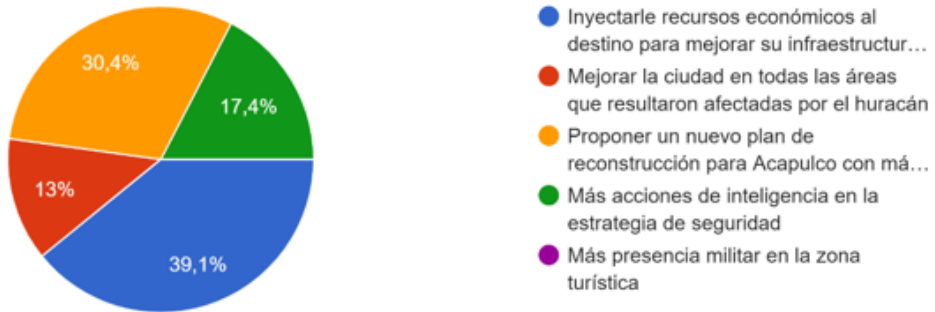 30,4%
17,4%
13%
39,1%
Inyectarle recursos económicos al
destino para mejorar su infraestructur…
Mejorar la ciudad en todas las áreas
que resultaron afectadas por el huracán
Proponer un nuevo plan de
reconstrucción para Acapulco con má…
Más acciones de inteligencia en la
estrategia de seguridad
Más presencia militar en la zona
turística